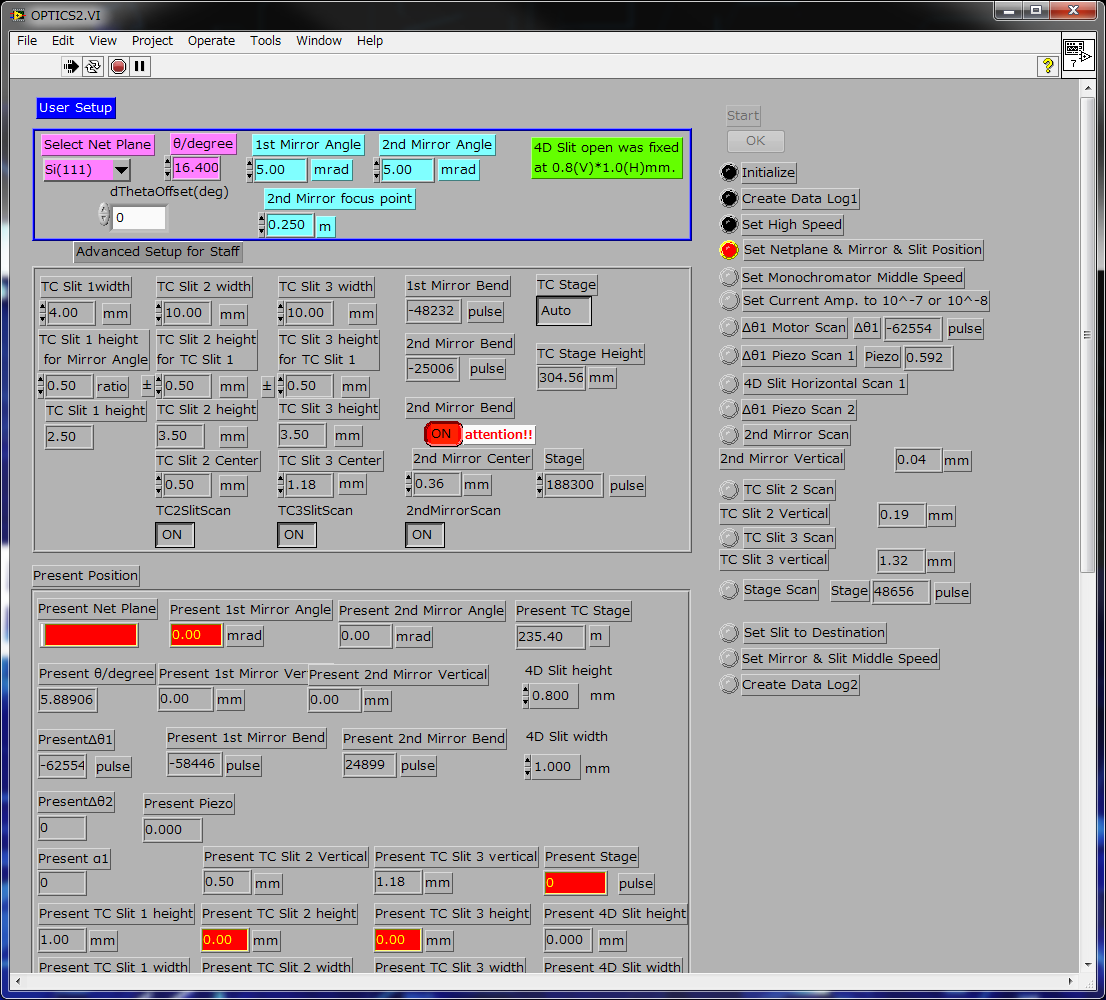 OPTICS2.VI
File Edit View Project Operate Tools Window Help
?
7
User Setup
Select Net Plane θ/degree 1st Mirror Angle 2nd Mirror Angle
4D Slit open was fixed
at 0.8(V)*1.0(H)mm.
Si(111) 16.400 5.00 mrad 5.00 mrad
dThetaOffset(deg) 2nd Mirror focus point
0 0.250 m
Advanced Setup for Staff
TC Slit 1width TC Slit 2 width TC Slit 3 width 1st Mirror Bend TC Stage
4.00 mm 10.00 mm 10.00 mm -48232 pulse Auto
TC Slit 1 height TC Slit 2 height TC Slit 3 height 2nd Mirror Bend
for Mirror Angle for TC Slit 1 for TC Slit 1 TC Stage Height
-25006 pulse 304.56 mm
0.50 ratio ± 0.50 mm ± 0.50 mm
TC Slit 1 height TC Slit 2 height TC Slit 3 height 2nd Mirror Bend
2.50 3.50 mm 3.50 mm ON attention!!
TC Slit 2 Center TC Slit 3 Center 2nd Mirror Center Stage
0.50 mm 1.18 mm 0.36 mm 188300 pulse
TC2SlitScan TC3SlitScan 2ndMirrorScan
ON ON ON
Present Position
Present Net Plane Present 1st Mirror Angle Present 2nd Mirror Angle Present TC Stage
0.00 mrad 0.00 mrad 235.40 m
Present θ/degree Present 1st Mirror Ver Present 2nd Mirror Vertical 4D Slit height
5.88906 0.00 mm 0.00 mm 0.800 mm
PresentΔθ1 Present 1st Mirror Bend Present 2nd Mirror Bend 4D Slit width
-62554 pulse -58446 pulse 24899 pulse 1.000 mm
PresentΔθ2 Present Piezo
0 0.000
Present α1 Present TC Slit 2 Vertical Present TC Slit 3 vertical Present Stage
0 0.50 mm 1.18 mm 0 pulse
Present TC Slit 1 height Present TC Slit 2 height Present TC Slit 3 height Present 4D Slit height
1.00 mm 0.00 mm 0.00 mm 0.000 mm
Present TC Slit 1 width Present TC Slit 2 width Present TC Slit 3 width Present 4D Slit width
Start
OK
Initialize
Create Data Log1
Set High Speed
Set Netplane & Mirror & Slit Position
Set Monochromator Middle Speed
Set Current Amp. to 10^-7 or 10^-8
Δθ1 Motor Scan Δθ1 -62554 pulse
Δθ1 Piezo Scan 1 Piezo 0.592
4D Slit Horizontal Scan 1
Δθ1 Piezo Scan 2
2nd Mirror Scan
2nd Mirror Vertical 0.04 mm
TC Slit 2 Scan
TC Slit 2 Vertical 0.19 mm
TC Slit 3 Scan
TC Slit 3 vertical 1.32 mm
Stage Scan Stage 48656 pulse
Set Slit to Destination
Set Mirror & Slit Middle Speed
Create Data Log2